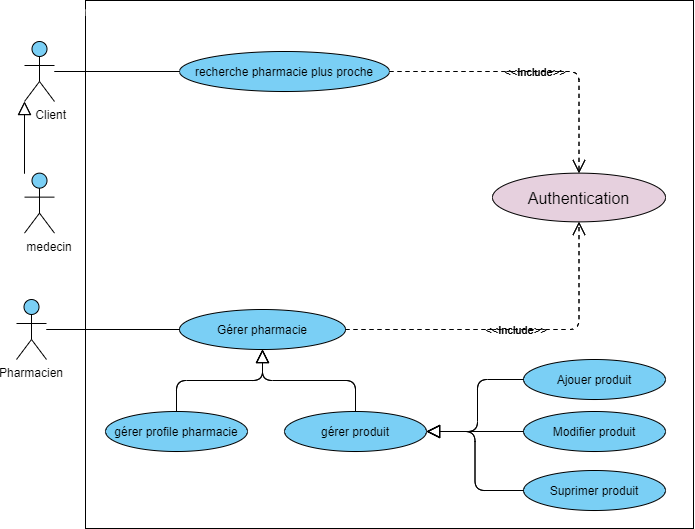 recherche pharmacie plus proche
<<Include>>
Client
Authentication
medecin
Gérer pharmacie
<<Include>>
Pharmacien
Ajouer produit
gérer profile pharmacie
gérer produit
Modifier produit
Suprimer produit